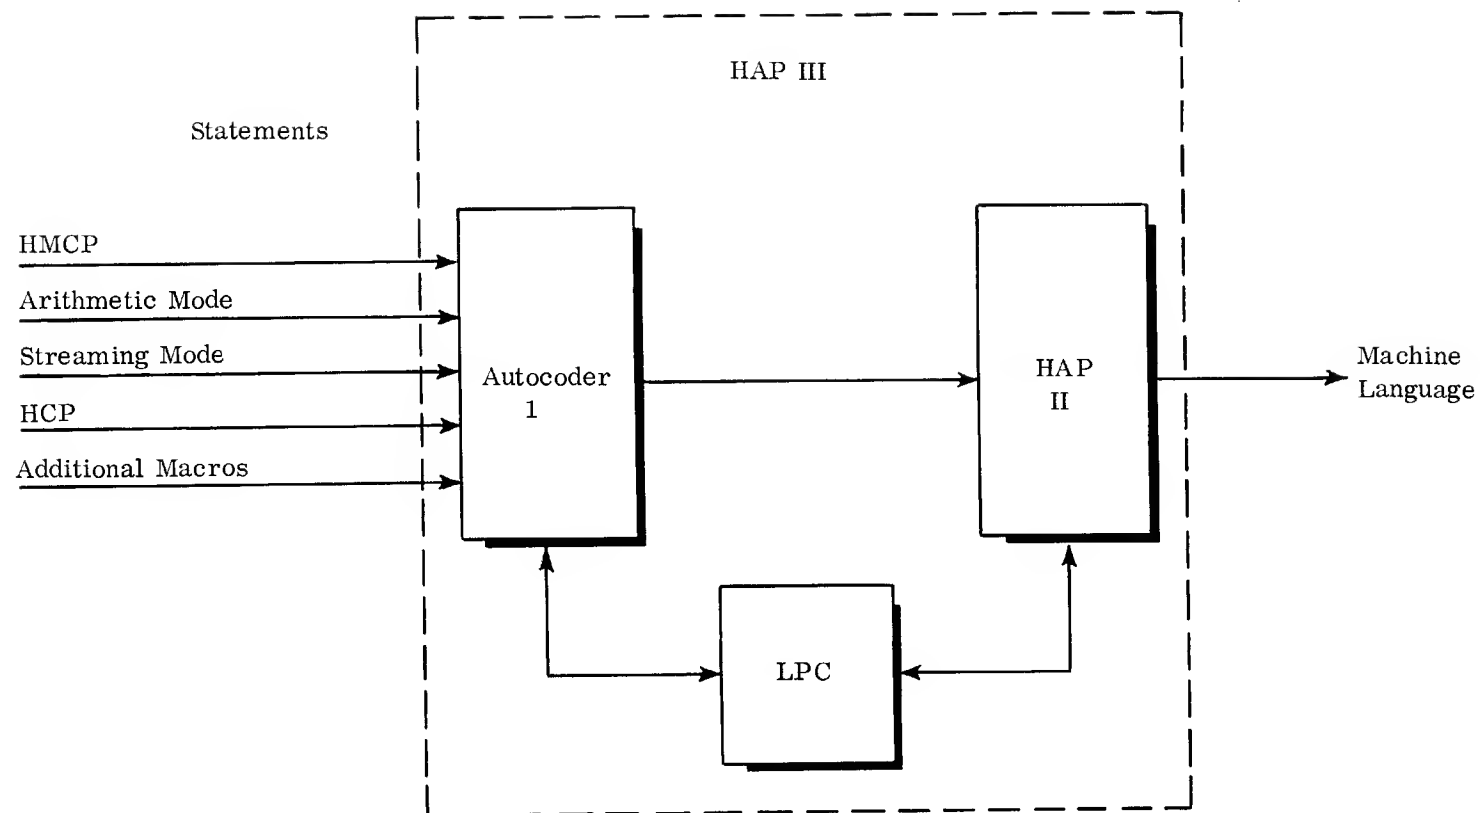 HAP III
Statements
HMCP
Arithmetic Mode
Streaming Mode
HCP
Additional Macros
Autocoder
1
HAP
II
Machine
Language
LPC